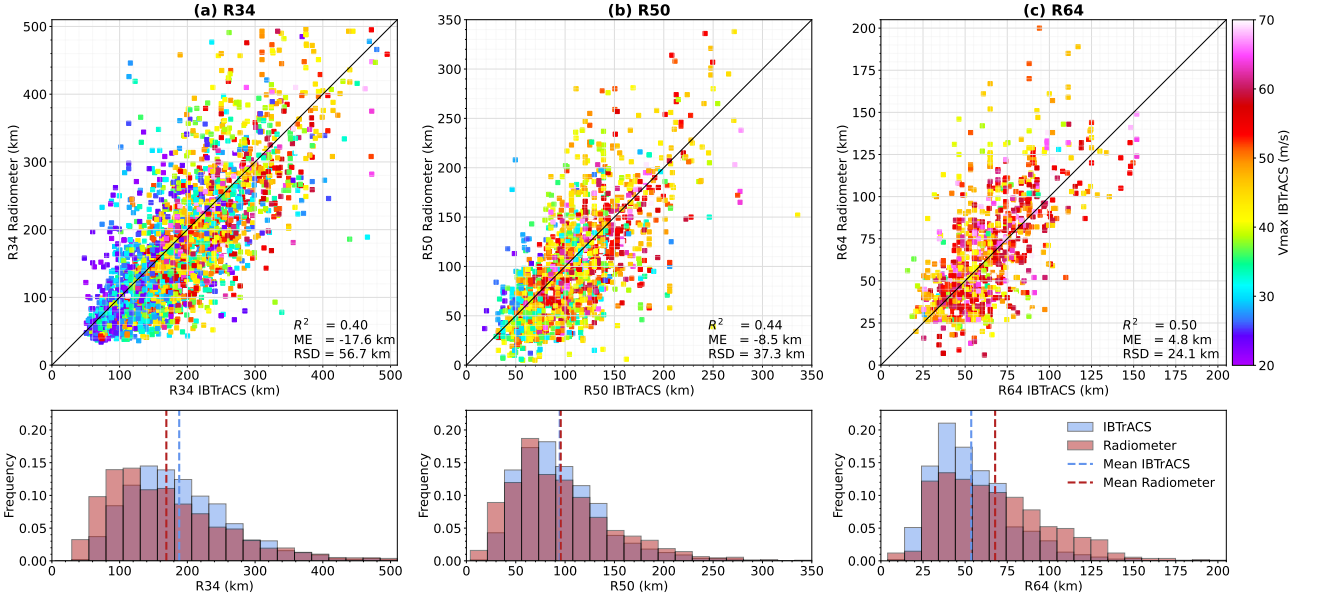 (a) R34
(b) R50
(c) R64
R34 Radiometer (km)
500
400
300
200
100
0
0 100 200 300 400 500
R34 IBTrACS (km)
R² = 0.40
ME = -17.6 km
RSD = 56.7 km
R50 Radiometer (km)
350
300
250
200
150
100
50
0
0 50 100 150 200 250 300 350
R50 IBTrACS (km)
R² = 0.44
ME = -8.5 km
RSD = 37.3 km
R64 Radiometer (km)
200
175
150
125
100
75
50
25
0
0 25 50 75 100 125 150 175 200
R64 IBTrACS (km)
R² = 0.50
ME = 4.8 km
RSD = 24.1 km
70
60
50
40
30
20
Vmax IBTrACS (m/s)
Frequency
0.20
0.15
0.10
0.05
0.00
0 100 200 300 400 500
R34 (km)
Frequency
0.20
0.15
0.10
0.05
0.00
0 50 100 150 200 250 300 350
R50 (km)
Frequency
0.20
0.15
0.10
0.05
0.00
0 25 50 75 100 125 150 175 200
R64 (km)
IBTrACS
Radiometer
Mean IBTrACS
Mean Radiometer